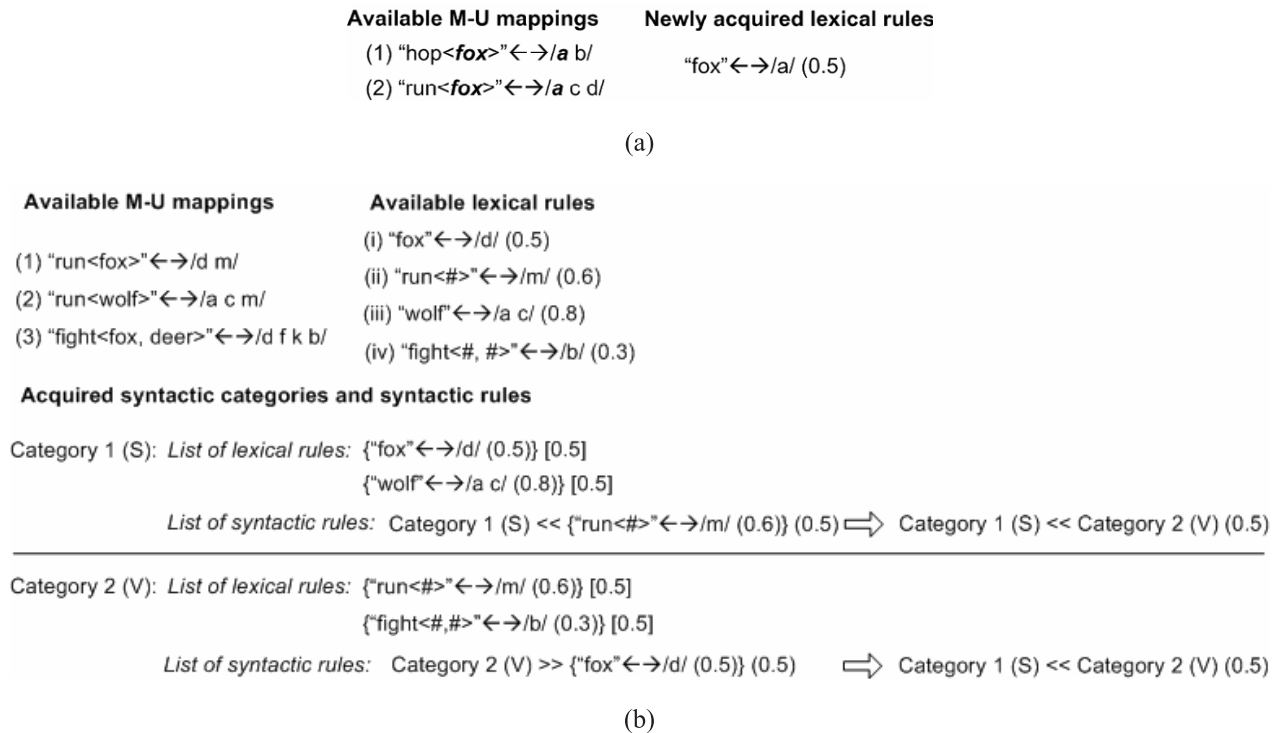 Available M-U mappings
Newly acquired lexical rules
(1) “hop<fox>”←→/a b/
“fox”←→/a/ (0.5)
(2) “run<fox>”←→/a c d/
(a)
Available M-U mappings
Available lexical rules
(i) “fox”←→/d/ (0.5)
(1) “run<fox>”←→/d m/
(ii) “run<#>”←→/m/ (0.6)
(2) “run<wolf>”←→/a c m/
(iii) “wolf”←→/a c/ (0.8)
(3) “fight<fox, deer>”←→/d f k b/
(iv) “fight<#, #>”←→/b/ (0.3)
Acquired syntactic categories and syntactic rules
Category 1 (S): List of lexical rules: {“fox”←→/d/ (0.5)} [0.5]
{“wolf”←→/a c/ (0.8)} [0.5]
List of syntactic rules: Category 1 (S) << {“run<#>”←→/m/ (0.6)} (0.5) ⇨ Category 1 (S) << Category 2 (V) (0.5)
Category 2 (V): List of lexical rules: {“run<#>”←→/m/ (0.6)} [0.5]
{“fight<#,#>”←→/b/ (0.3)} [0.5]
List of syntactic rules: Category 2 (V) >> {“fox”←→/d/ (0.5)} (0.5) ⇨ Category 1 (S) << Category 2 (V) (0.5)
(b)